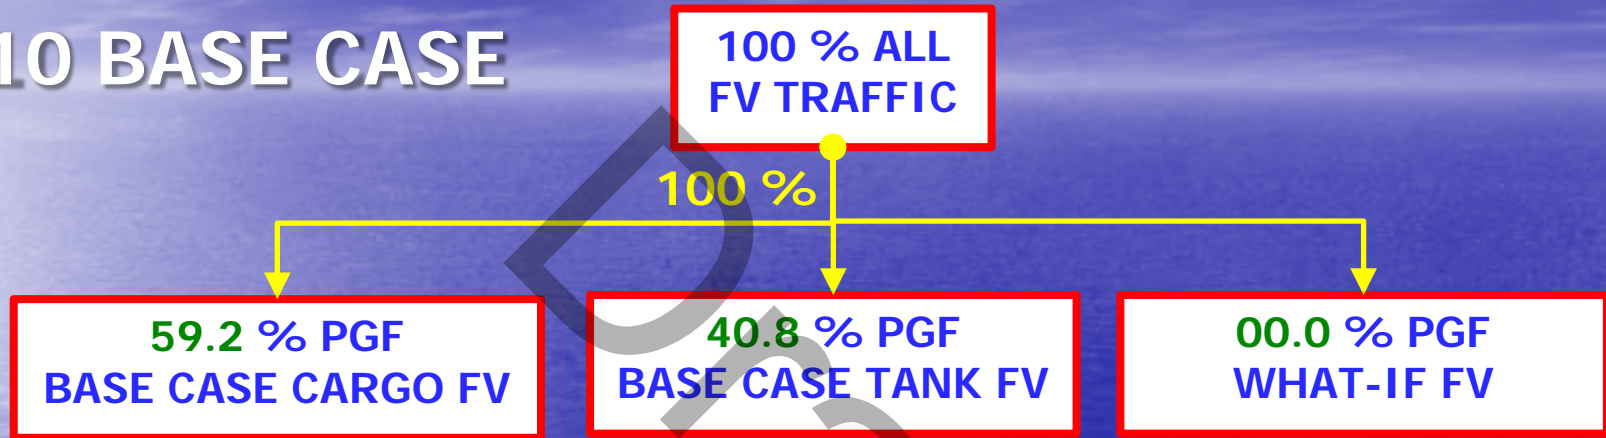 10 BASE CASE
100 % ALL
FV TRAFFIC
100 %
59.2 % PGF
BASE CASE CARGO FV
40.8 % PGF
BASE CASE TANK FV
00.0 % PGF
WHAT-IF FV